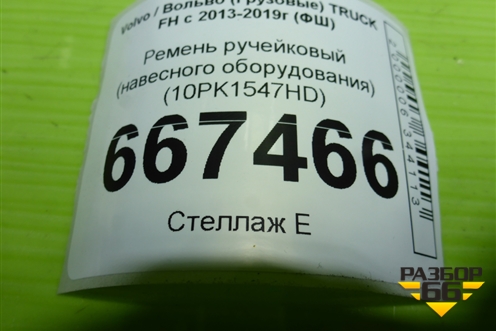 Volvo / Вольво (Грузовые) TRUCK
FH с 2013-2019г (ФШ)
Ремень ручейковый
(навесного оборудования)
(10PK1547HD)
667466
Стеллаж Е
РАЗБОР
66